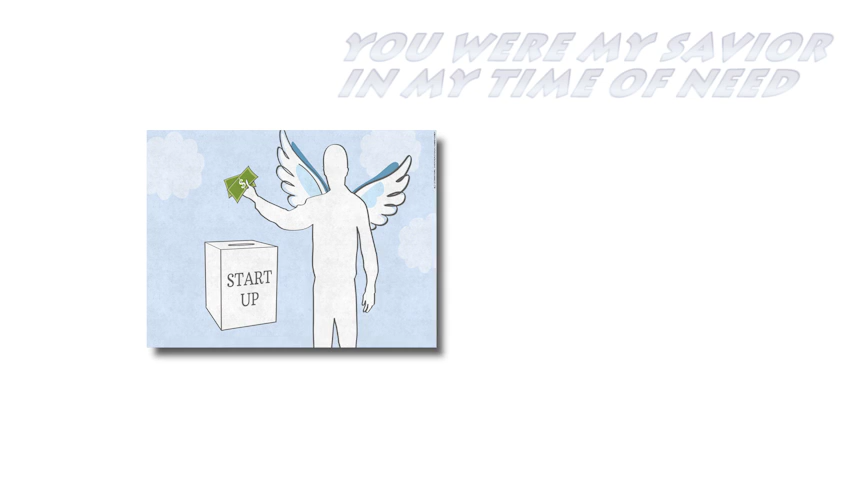 YOU WERE MY SAVIOR
IN MY TIME OF NEED
$
START
UP